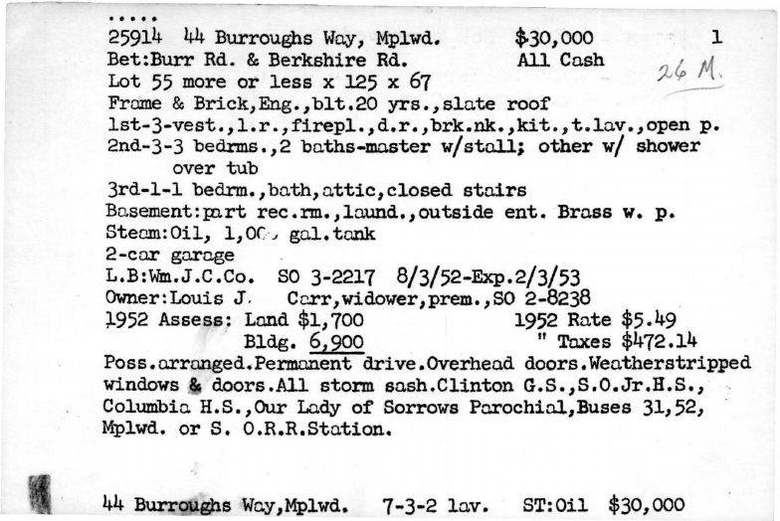 .....
25914 44 Burroughs Way, Mplwd. $30,000 1
Bet:Burr Rd. & Berkshire Rd. All Cash
26 M.
Lot 55 more or less x 125 x 67
Frame & Brick,Eng.,blt.20 yrs.,slate roof
1st-3-vest.,l.r.,firepl.,d.r.,brk.nk.,kit.,t.lav.,open p.
2nd-3-3 bedrms.,2 baths-master w/stall; other w/ shower
over tub
3rd-1-1 bedrm.,bath,attic,closed stairs
Basement:part rec.rm.,laund.,outside ent. Brass w. p.
Steam:Oil, gal.tank
2-car garage
L.B:Wm.J.C.Co. SO 3-2217 8/3/52-Exp.2/3/53
Owner:Louis J. Carr,widower,prem.,SO 2-8238
1952 Assess: Land $1,700 1952 Rate $5.49
Bldg. 6,900 " Taxes $472.14
Poss.arranged.Permanent drive.Overhead doors.Weatherstripped
windows & doors.All storm sash.Clinton G.S.,S.O.Jr.H.S.,
Columbia H.S.,Our Lady of Sorrows Parochial,Buses 31,52,
Mplwd. or S. O.R.R.Station.
44 Burroughs Way,Mplwd. 7-3-2 lav. ST:Oil $30,000